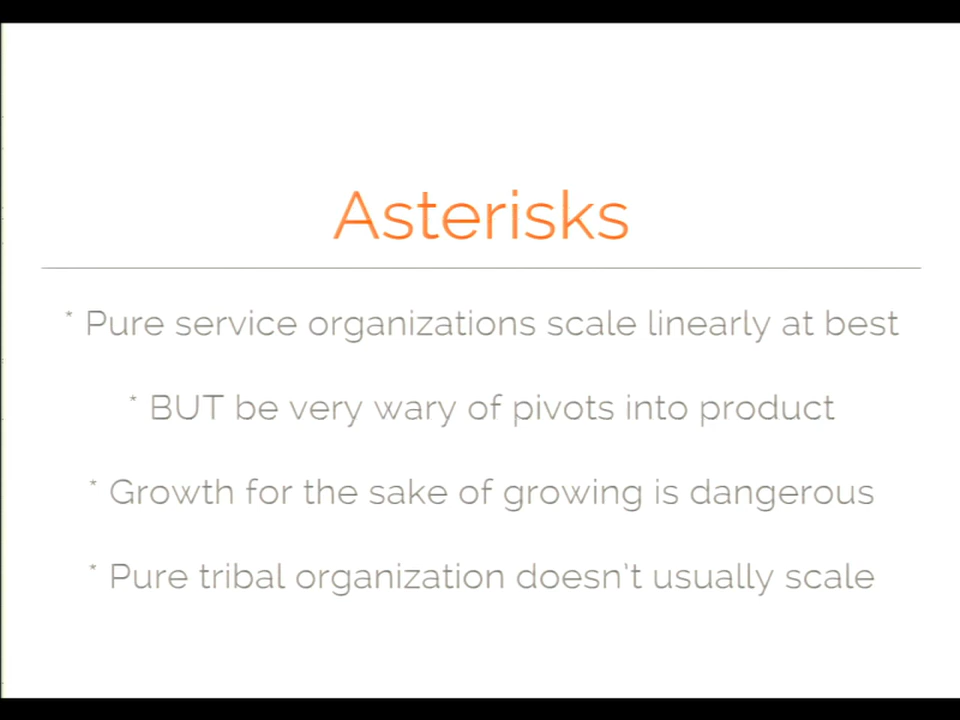 Asterisks
* Pure service organizations scale linearly at best
* BUT be very wary of pivots into product
* Growth for the sake of growing is dangerous
* Pure tribal organization doesn't usually scale